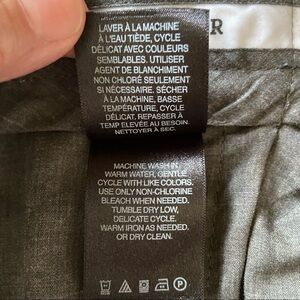 LAVER À LA MACHINE
À L'EAU TIÈDE, CYCLE
DÉLICAT AVEC COULEURS
SEMBLABLES. UTILISER
AGENT DE BLANCHIMENT
NON CHLORÉ SEULEMENT
SI NÉCESSAIRE. SÉCHER
À LA MACHINE, BASSE
TEMPÉRATURE, CYCLE
DÉLICAT, REPASSER À
TEMP ÉLEVÉE AU BESOIN.
NETTOYER À SEC.
R
MACHINE WASH IN
WARM WATER, GENTLE
CYCLE WITH LIKE COLORS.
USE ONLY NON-CHLORINE
BLEACH WHEN NEEDED.
TUMBLE DRY LOW,
DELICATE CYCLE.
WARM IRON AS NEEDED.
OR DRY CLEAN.
P